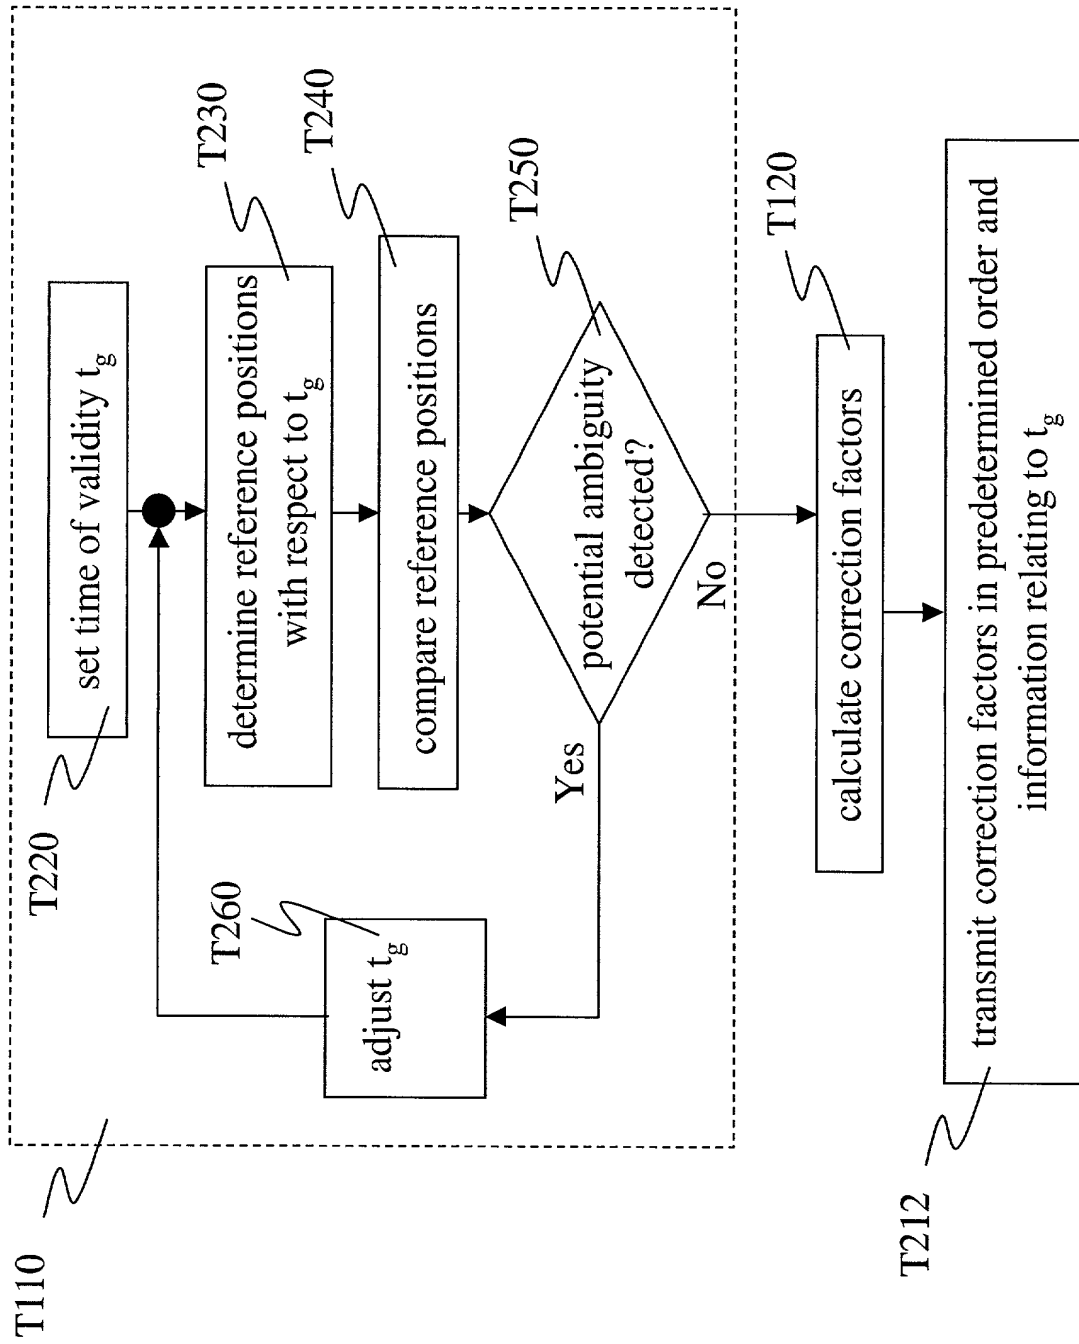 T110
T220
set time of validity t_g
determine reference positions
with respect to t_g
T230
compare reference positions
T240
potential ambiguity
detected?
T250
Yes
No
adjust t_g
T260
calculate correction factors
T120
transmit correction factors in predetermined order and
information relating to t_g
T212